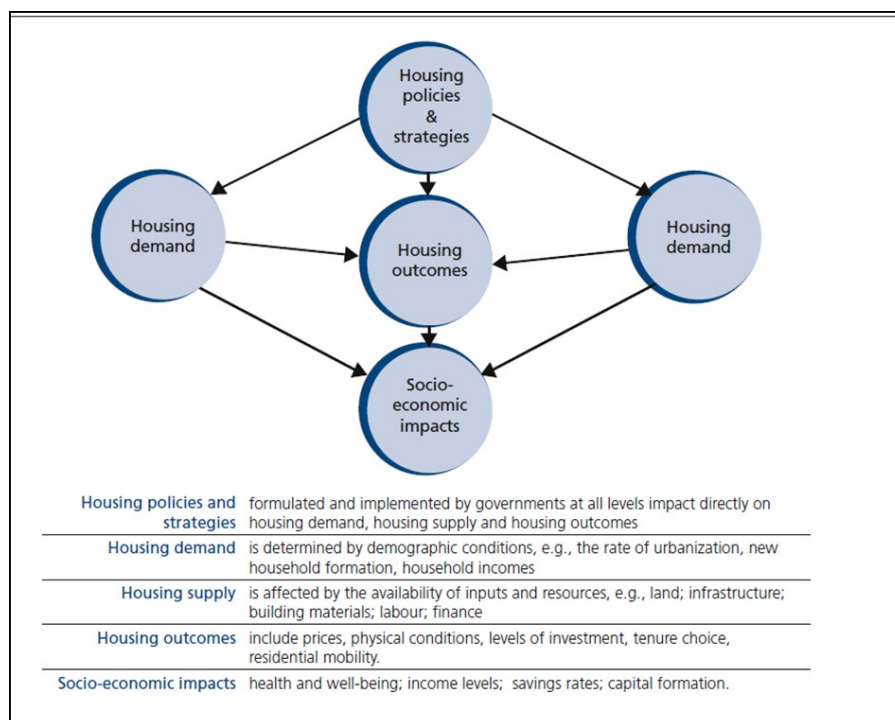 Housing
policies
&
strategies
Housing
demand
Housing
outcomes
Housing
demand
Socio-
economic
impacts
Housing policies and
strategies
formulated and implemented by governments at all levels impact directly on
housing demand, housing supply and housing outcomes
Housing demand is determined by demographic conditions, e.g., the rate of urbanization, new
household formation, household incomes
Housing supply is affected by the availability of inputs and resources, e.g., land; infrastructure;
building materials; labour; finance
Housing outcomes include prices, physical conditions, levels of investment, tenure choice,
residential mobility.
Socio-economic impacts health and well-being; income levels; savings rates; capital formation.